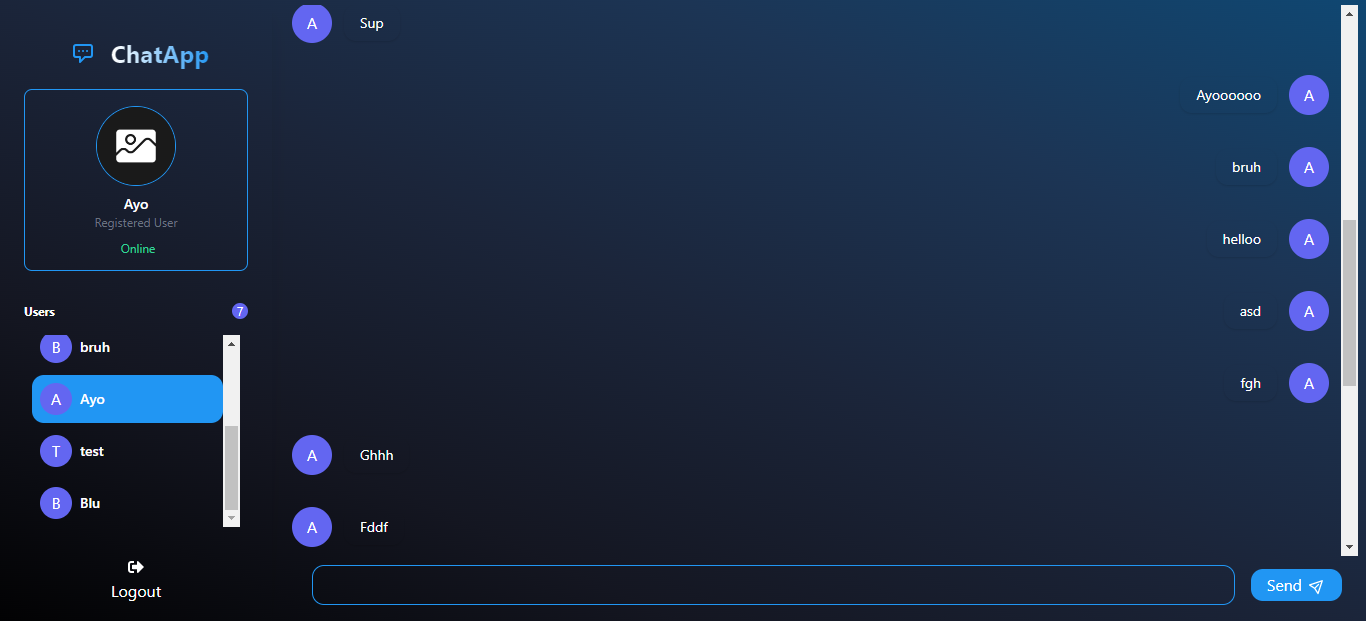 ChatApp
Ayo
Registered User
Online
Users 7
B bruh
A Ayo
T test
B Blu
Logout
A Sup
Ayoooooo A
bruh A
helloo A
asd A
fgh A
A Ghhh
A Fddf
Send